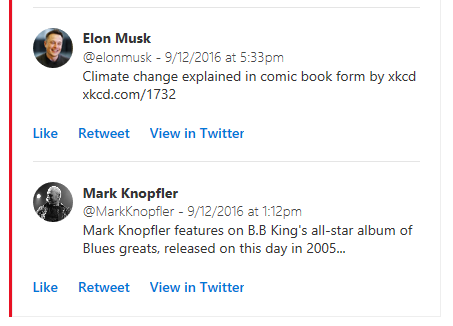 Elon Musk
@elonmusk - 9/12/2016 at 5:33pm
Climate change explained in comic book form by xkcd
xkcd.com/1732
Like Retweet View in Twitter
Mark Knopfler
@MarkKnopfler - 9/12/2016 at 1:12pm
Mark Knopfler features on B.B King's all-star album of
Blues greats, released on this day in 2005...
Like Retweet View in Twitter